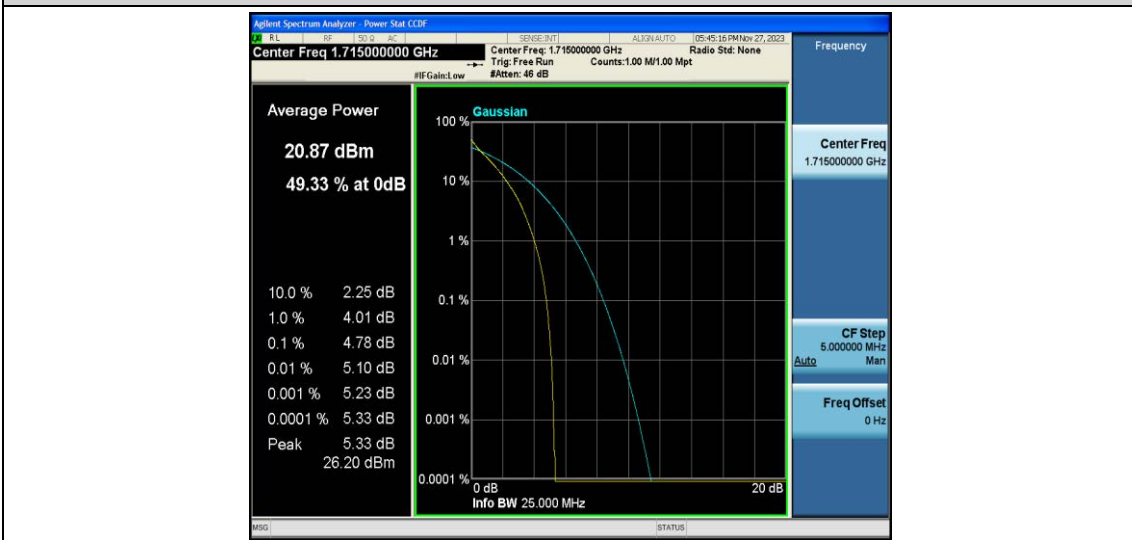 Agilent Spectrum Analyzer - Power Stat CCDF
RL RF 50 Ω AC SENSE:INT ALIGN AUTO 05:45:16 PM Nov 27, 2023
Center Freq 1.715000000 GHz
Center Freq: 1.715000000 GHz Radio Std: None
Trig: Free Run Counts:1.00 M/1.00 Mpt
#IFGain:Low #Atten: 46 dB
Frequency
Average Power
20.87 dBm
49.33 % at 0dB
10.0 % 2.25 dB
1.0 % 4.01 dB
0.1 % 4.78 dB
0.01 % 5.10 dB
0.001 % 5.23 dB
0.0001 % 5.33 dB
Peak 5.33 dB
26.20 dBm
Gaussian
100 %
10 %
1 %
0.1 %
0.01 %
0.001 %
0.0001 %
0 dB 20 dB
Info BW 25.000 MHz
Center Freq
1.715000000 GHz
CF Step
5.000000 MHz
Auto Man
Freq Offset
0 Hz
MSG STATUS